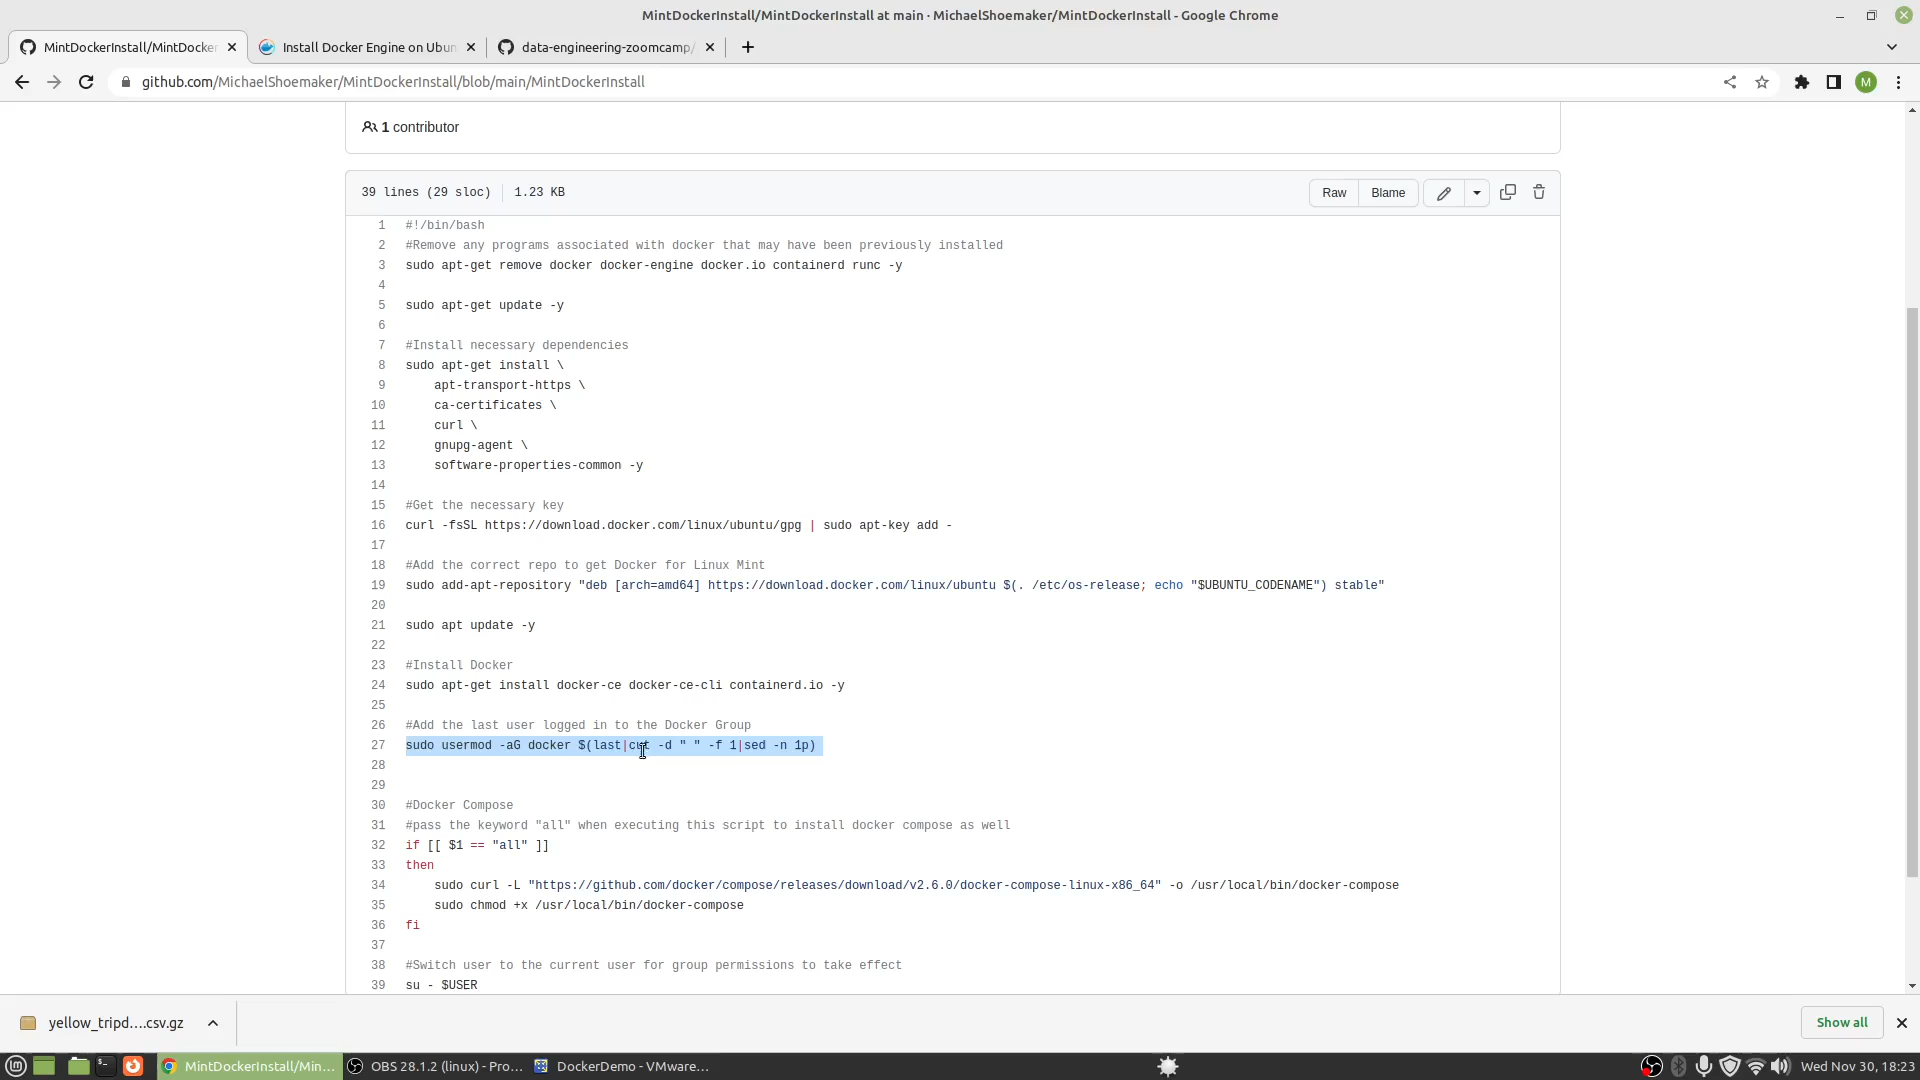 MintDockerInstall/MintDockerInstall at main · MichaelShoemaker/MintDockerInstall - Google Chrome
MintDockerInstall/MintDocker
Install Docker Engine on Ubun
data-engineering-zoomcamp/
github.com/MichaelShoemaker/MintDockerInstall/blob/main/MintDockerInstall
M
1 contributor
39 lines (29 sloc) 1.23 KB
Raw Blame
1 #!/bin/bash
2 #Remove any programs associated with docker that may have been previously installed
3 sudo apt-get remove docker docker-engine docker.io containerd runc -y
4
5 sudo apt-get update -y
6
7 #Install necessary dependencies
8 sudo apt-get install \
9 apt-transport-https \
10 ca-certificates \
11 curl \
12 gnupg-agent \
13 software-properties-common -y
14
15 #Get the necessary key
16 curl -fsSL https://download.docker.com/linux/ubuntu/gpg | sudo apt-key add -
17
18 #Add the correct repo to get Docker for Linux Mint
19 sudo add-apt-repository "deb [arch=amd64] https://download.docker.com/linux/ubuntu $(. /etc/os-release; echo "$UBUNTU_CODENAME") stable"
20
21 sudo apt update -y
22
23 #Install Docker
24 sudo apt-get install docker-ce docker-ce-cli containerd.io -y
25
26 #Add the last user logged in to the Docker Group
27 sudo usermod -aG docker $(last|cut -d " " -f 1|sed -n 1p)
28
29
30 #Docker Compose
31 #pass the keyword "all" when executing this script to install docker compose as well
32 if [[ $1 == "all" ]]
33 then
34 sudo curl -L "https://github.com/docker/compose/releases/download/v2.6.0/docker-compose-linux-x86_64" -o /usr/local/bin/docker-compose
35 sudo chmod +x /usr/local/bin/docker-compose
36 fi
37
38 #Switch user to the current user for group permissions to take effect
39 su - $USER
yellow_tripd....csv.gz
Show all
MintDockerInstall/Min...
OBS 28.1.2 (linux) - Pro...
DockerDemo - VMware...
Wed Nov 30, 18:23